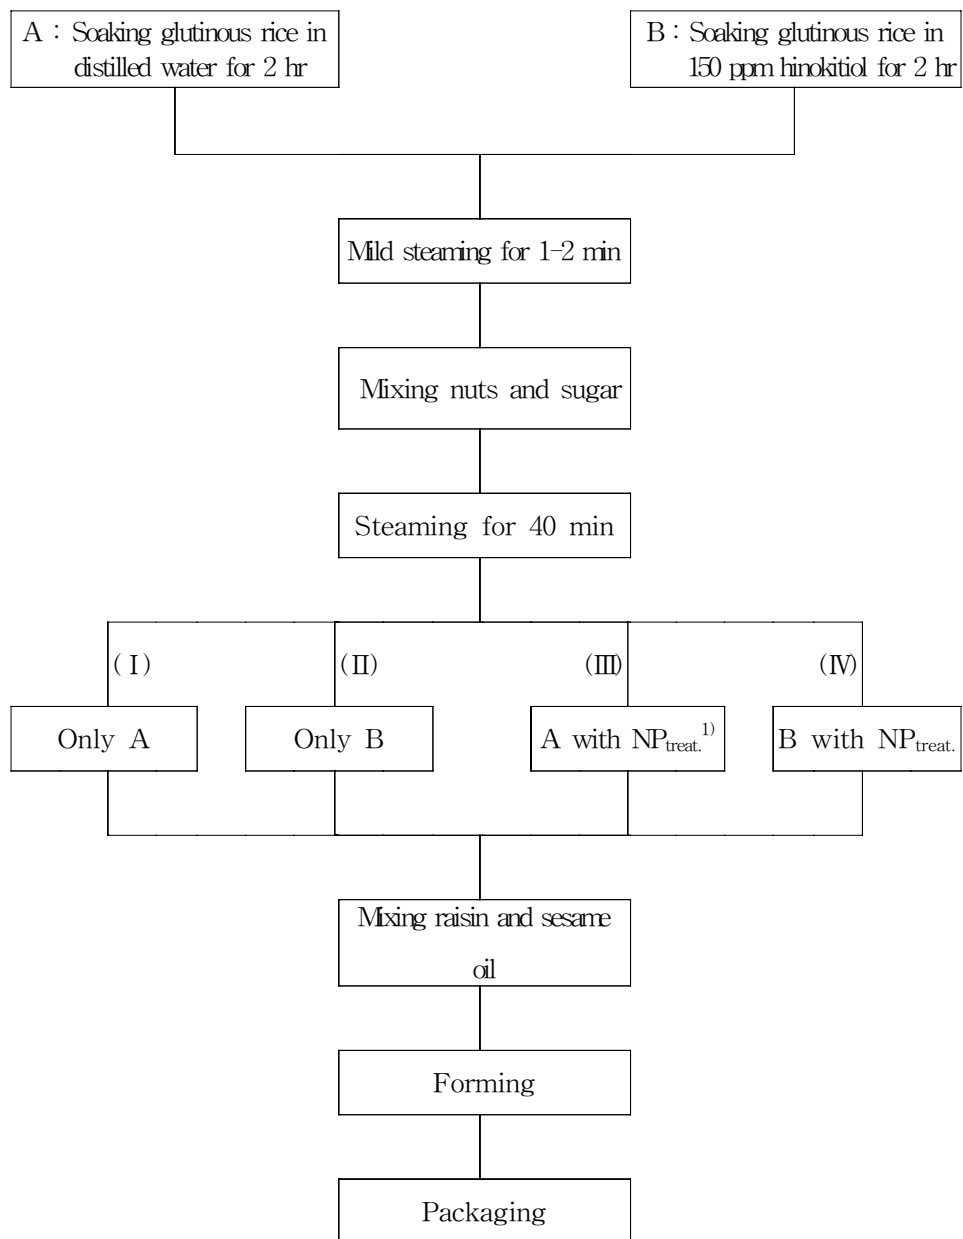 A : Soaking glutinous rice in
distilled water for 2 hr
B : Soaking glutinous rice in
150 ppm hinokitiol for 2 hr
Mild steaming for 1-2 min
Mixing nuts and sugar
Steaming for 40 min
(Ⅰ)
(Ⅱ)
(Ⅲ)
(Ⅳ)
Only A
Only B
A with NPtreat.1)
B with NPtreat.
Mixing raisin and sesame
oil
Forming
Packaging